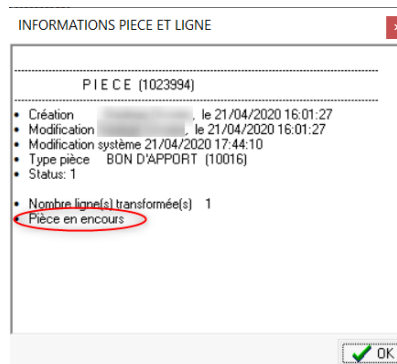 INFORMATIONS PIECE ET LIGNE
P I E C E (1023994)
• Création , le 21/04/2020 16:01:27
• Modification , le 21/04/2020 16:01:27
• Modification système 21/04/2020 17:44:10
• Type pièce BON D'APPORT (10016)
• Status: 1
• Nombre ligne(s) transformée(s) 1
• Pièce en encours
OK